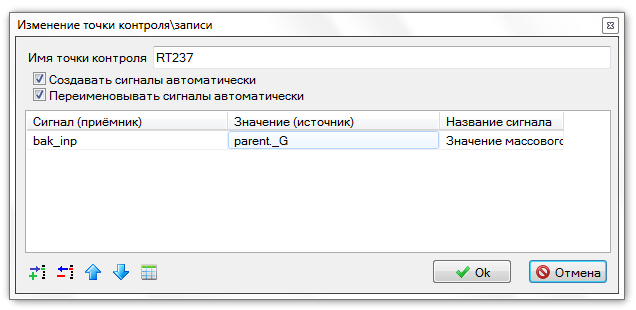 Изменение точки контроля\записи
Имя точки контроля RT237
Создавать сигналы автоматически
Переименовывать сигналы автоматически
Сигнал (приёмник) Значение (источник) Название сигнала
bak_inp parent._G Значение массового
Ok Отмена